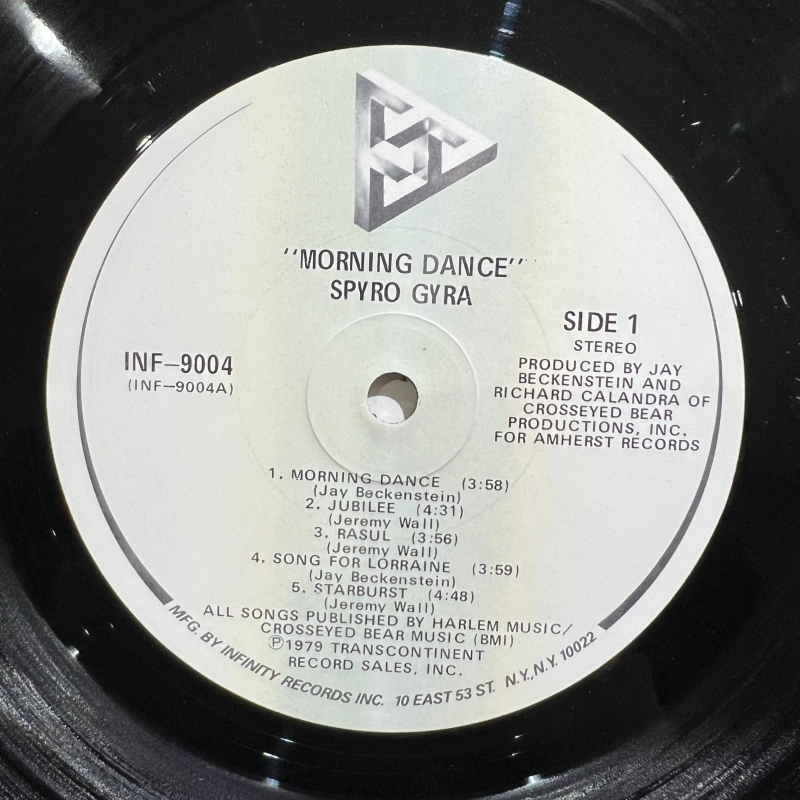 "MORNING DANCE"
SPYRO GYRA
SIDE 1
STEREO
INF-9004
(INF-9004A)
PRODUCED BY JAY
BECKENSTEIN AND
RICHARD CALANDRA OF
CROSSEYED BEAR
PRODUCTIONS, INC.
FOR AMHERST RECORDS
1. MORNING DANCE (3:58)
(Jay Beckenstein)
2. JUBILEE (4:31)
(Jeremy Wall)
3. RASUL (3:56)
(Jeremy Wall)
4. SONG FOR LORRAINE (3:59)
(Jay Beckenstein)
5. STARBURST (4:48)
(Jeremy Wall)
ALL SONGS PUBLISHED BY HARLEM MUSIC/
CROSSEYED BEAR MUSIC (BMI)
℗1979 TRANSCONTINENT
RECORD SALES, INC.
MFG. BY INFINITY RECORDS INC. 10 EAST 53 ST. N.Y., N.Y. 10022